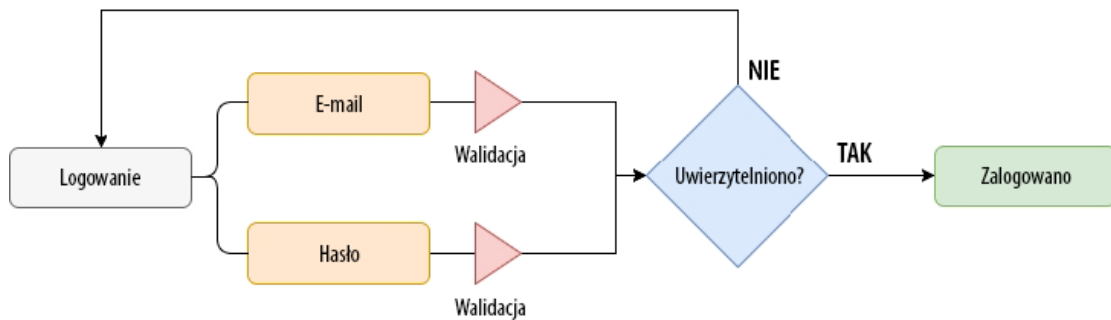 NIE
E-mail
Walidacja
TAK
Logowanie
Uwierzytelniono?
Zalogowano
Hasło
Walidacja